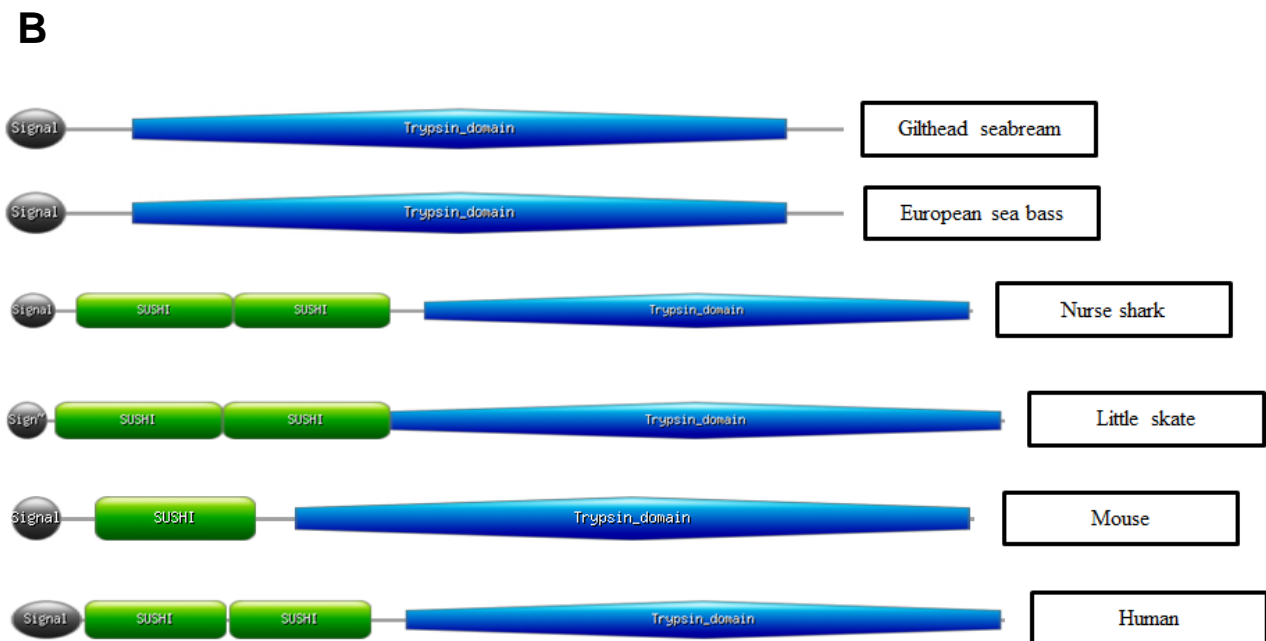 B
Signal Trypsin_domain Gilthead seabream
Signal Trypsin_domain European sea bass
Signal SUSHI SUSHI Trypsin_domain Nurse shark
Sign~ SUSHI SUSHI Trypsin_domain Little skate
Signal SUSHI Trypsin_domain Mouse
Signal SUSHI SUSHI Trypsin_domain Human